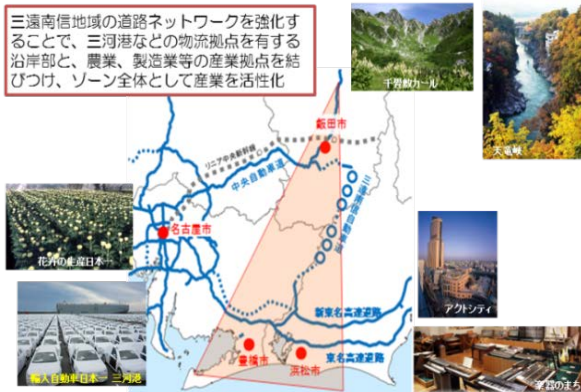 三遠南信地域の道路ネットワークを強化す
ることで、三河港などの物流拠点を有する
沿岸部と、農業、製造業等の産業拠点を結
びつけ、ゾーン全体として産業を活性化
千畳敷カール
天竜峡
飯田市
リニア中央新幹線
中央自動車道
三遠南信自動車道
名古屋市
花卉の生産日本一
アクトシティ
新東名高速道路
輸入自動車日本一 三河港
豊橋市
浜松市
東名高速道路
楽器のまち